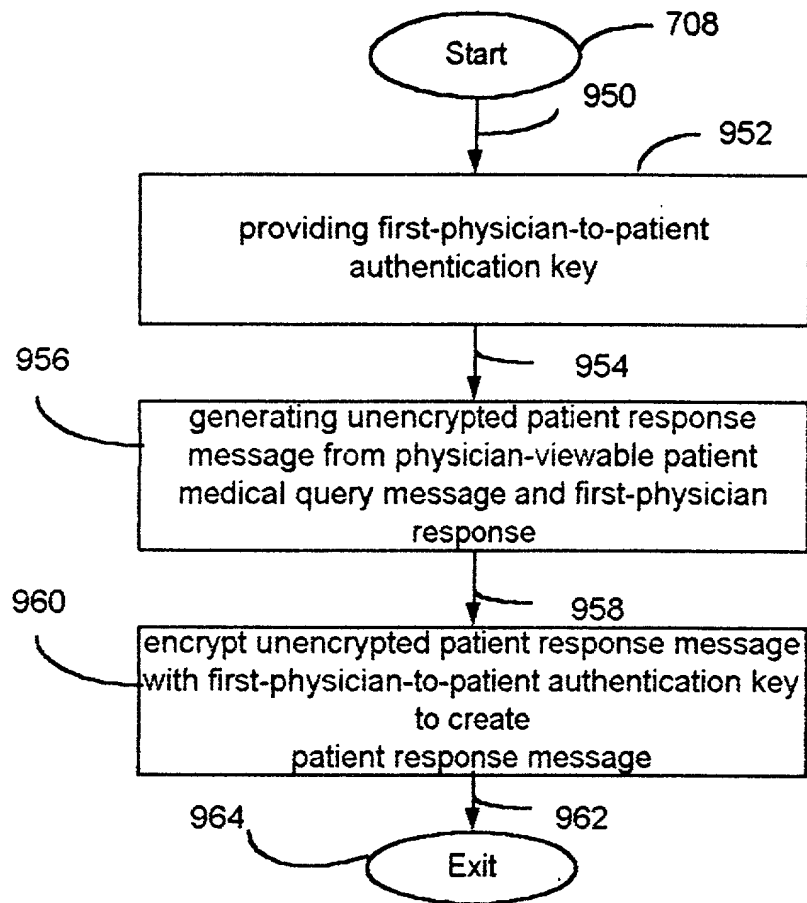 Start
708
950
952
providing first-physician-to-patient
authentication key
954
956
generating unencrypted patient response
message from physician-viewable patient
medical query message and first-physician
response
958
960
encrypt unencrypted patient response message
with first-physician-to-patient authentication key
to create
patient response message
962
964
Exit